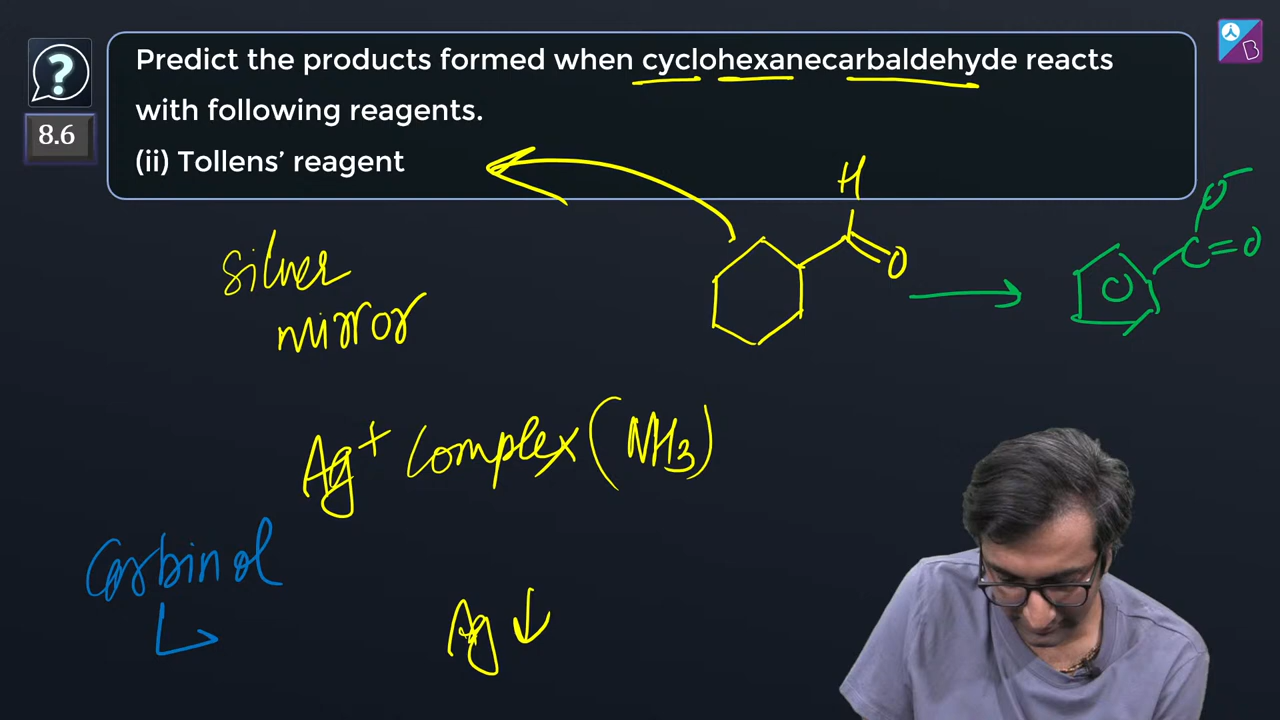 Predict the products formed when cyclohexanecarbaldehyde reacts
with following reagents.
8.6
(ii) Tollens’ reagent
H
O
O-
C=O
O
silver
mirror
Ag+ complex (NH3)
Carbinol
Ag ↓
B